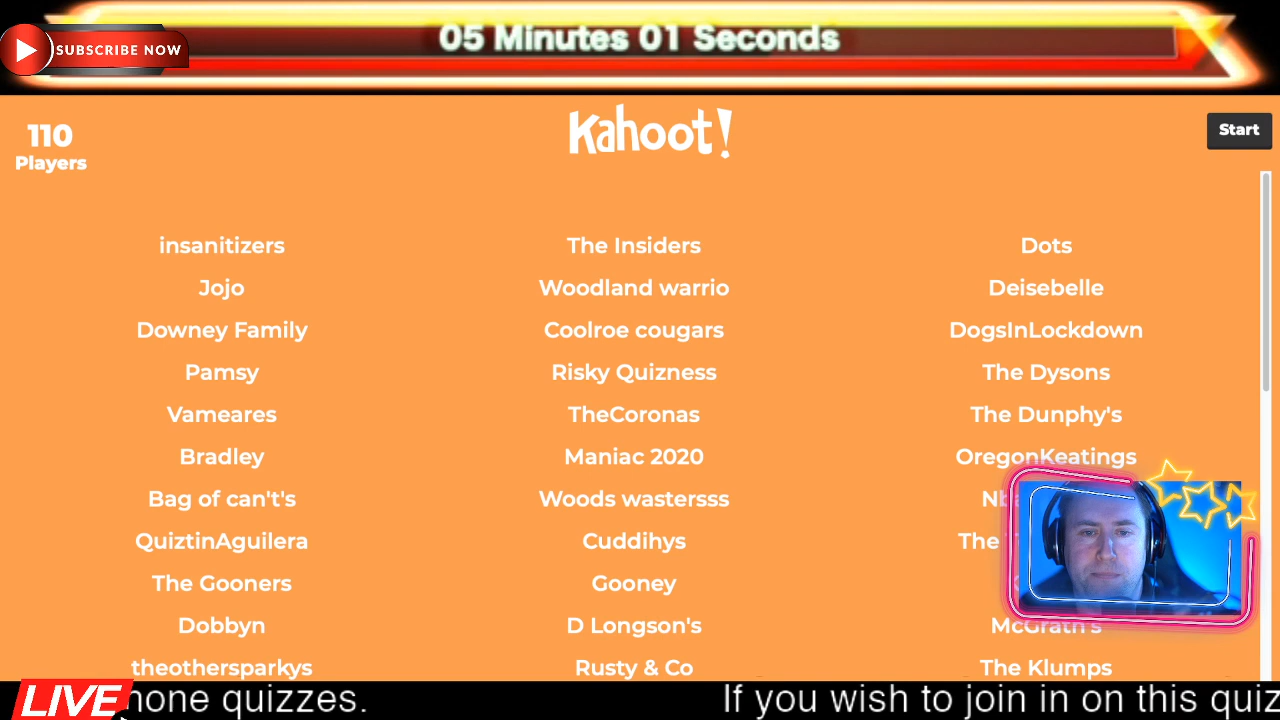 05 Minutes 01 Seconds
SUBSCRIBE NOW
110
Players
Kahoot!
Start
insanitizers The Insiders Dots
Jojo Woodland warrio Deisebelle
Downey Family Coolroe cougars DogsInLockdown
Pamsy Risky Quizness The Dysons
Vameares TheCoronas The Dunphy's
Bradley Maniac 2020 OregonKeatings
Bag of can't's Woods wastersss
QuiztinAguilera Cuddihys The
The Gooners Gooney
Dobbyn D Longson's McGrath's
theothersparkys Rusty & Co The Klumps
LIVE hone quizzes. If you wish to join in on this quiz